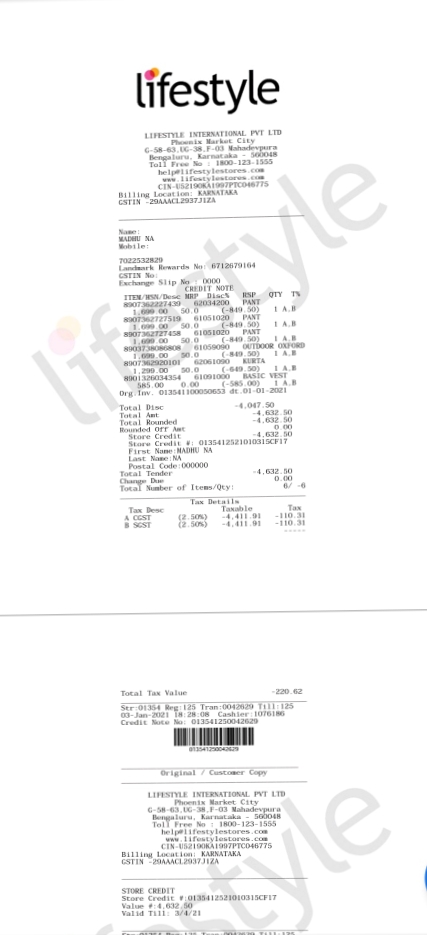 lifestyle
LIFESTYLE INTERNATIONAL PVT LTD
Phoenix Market City
G-58-63,UG-38,F-03 Mahadevpura
Bengaluru, Karnataka - 560048
Toll Free No : 1800-123-1555
help@lifestylestores.com
www.lifestylestores.com
CIN-U52190KA1997PTC046775
Billing Location: KARNATAKA
GSTIN -29AAACL2937J1ZA
Name:
MADHU NA
Mobile:
7022532829
Landmark Rewards No: 6712679164
GSTIN No:
Exchange Slip No : 0000
CREDIT NOTE
ITEM/HSN/Desc MRP Disc% RSP QTY T%
8907362227439 62034200 PANT
1,699.00 50.0 (-849.50) 1 A.B
8907362727519 61051020 PANT
1,699.00 50.0 (-849.50) 1 A.B
8907362727458 61051020 PANT
1,699.00 50.0 (-849.50) 1 A.B
8903738086808 61059090 OUTDOOR OXFORD
1,699.00 50.0 (-849.50) 1 A.B
8907362920101 62061090 KURTA
1,299.00 50.0 (-649.50) 1 A.B
8901326034354 61091000 BASIC VEST
585.00 0.00 (-585.00) 1 A.B
Org.Inv. 013541100050653 dt.01-01-2021
Total Disc -4,047.50
Total Amt -4,632.50
Total Rounded -4,632.50
Rounded Off Amt 0.00
Store Credit -4,632.50
Store Credit #: 0135412521010315CF17
First Name:MADHU NA
Last Name:NA
Postal Code:000000
Total Tender -4,632.50
Change Due 0.00
Total Number of Items/Qty: 6/ -6
Tax Details
Tax Desc Taxable Tax
A CGST (2.50%) -4,411.91 -110.31
B SGST (2.50%) -4,411.91 -110.31
-----
Total Tax Value -220.62
Str:01354 Reg:125 Tran:0042629 Till:125
03-Jan-2021 18:28:08 Cashier:1076186
Credit Note No: 013541250042629
013541250042629
Original / Customer Copy
LIFESTYLE INTERNATIONAL PVT LTD
Phoenix Market City
G-58-63,UG-38,F-03 Mahadevpura
Bengaluru, Karnataka - 560048
Toll Free No : 1800-123-1555
help@lifestylestores.com
www.lifestylestores.com
CIN-U52190KA1997PTC046775
Billing Location: KARNATAKA
GSTIN -29AAACL2937J1ZA
STORE CREDIT
Store Credit #:0135412521010315CF17
Value #:4,632.50
Valid Till: 3/4/21
Str:01354 Reg:125 Tran:0042629 Till:125